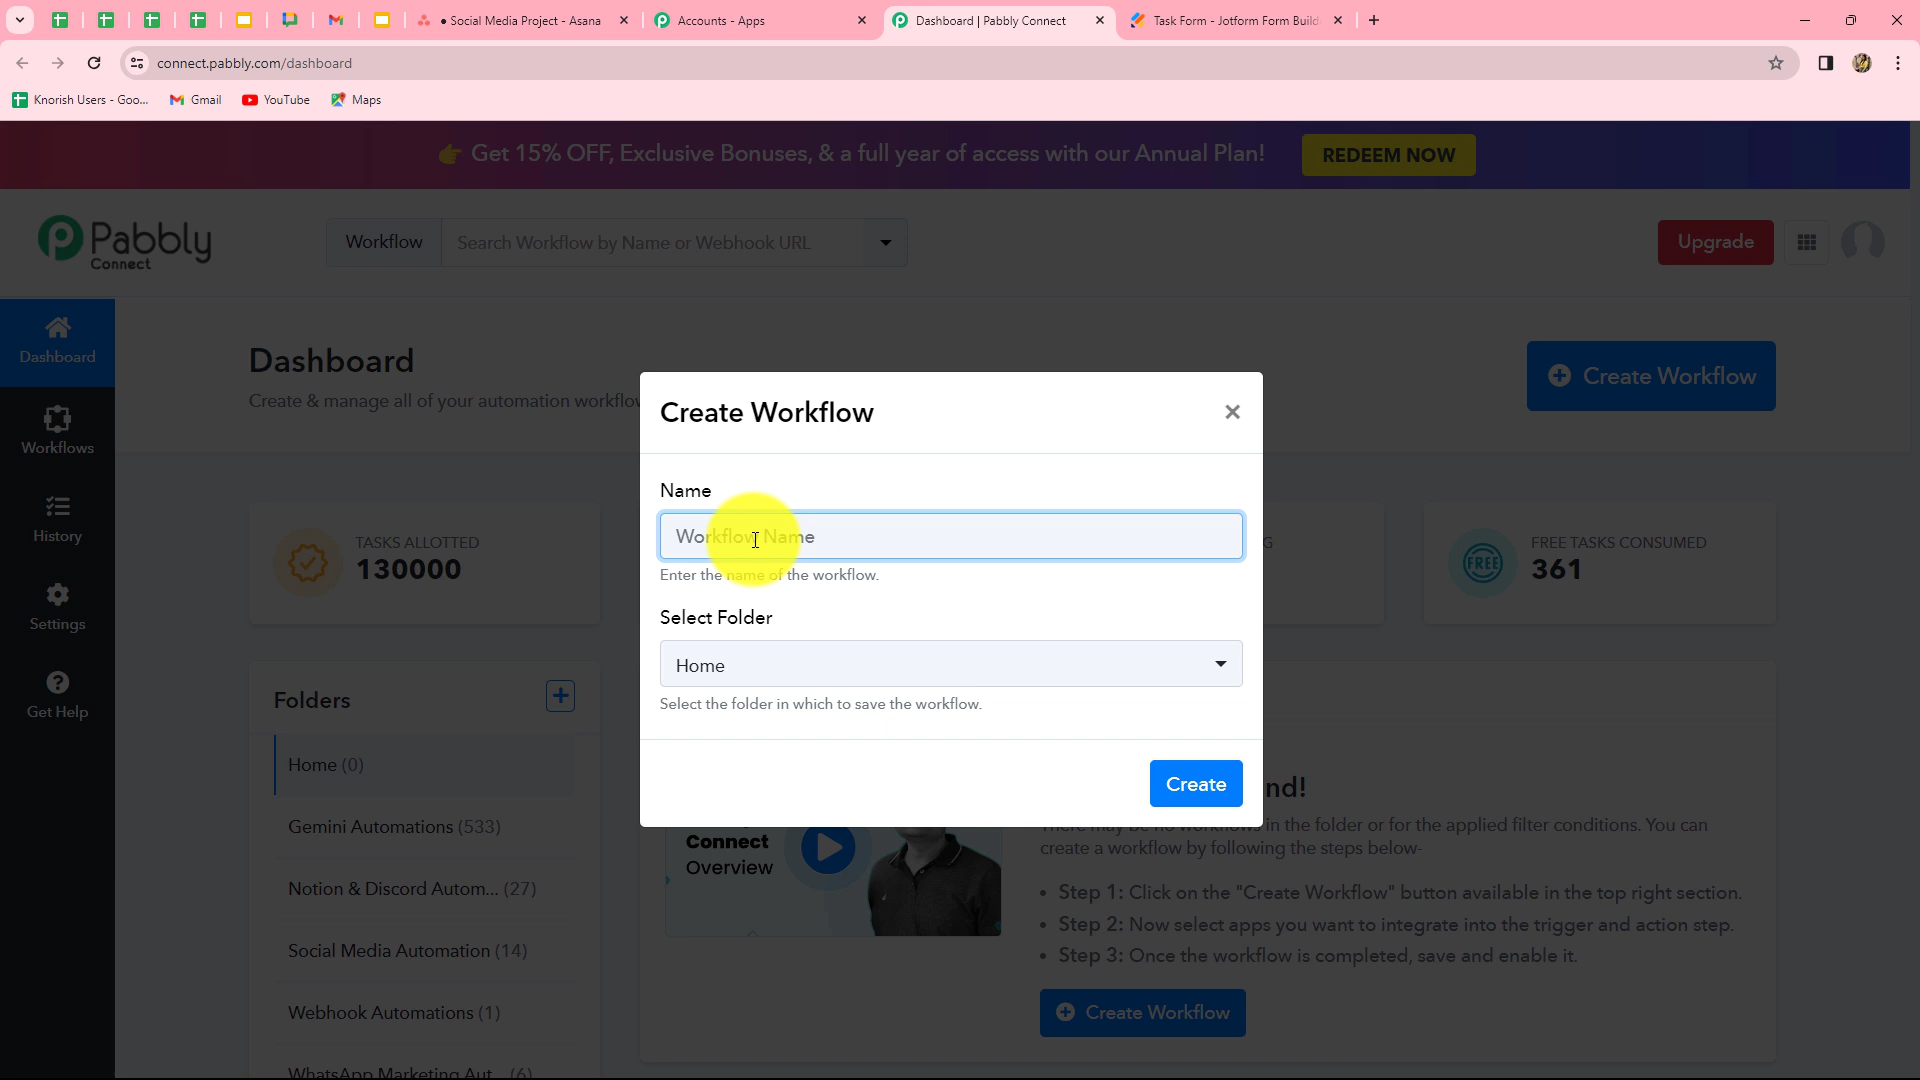 Social Media Project - Asana
Accounts - Apps
Dashboard | Pabbly Connect
Task Form - Jotform Form Build
connect.pabbly.com/dashboard
Knorish Users - Goo...
Gmail
YouTube
Maps
Get 15% OFF, Exclusive Bonuses, & a full year of access with our Annual Plan!
REDEEM NOW
Pabbly
Connect
Workflow
Search Workflow by Name or Webhook URL
Upgrade
Dashboard
Workflows
History
Settings
Get Help
Dashboard
Create & manage all of your automation workflow
Create Workflow
TASKS ALLOTTED
130000
G
FREE TASKS CONSUMED
FREE
361
Create Workflow
Name
Workflow Name
Enter the name of the workflow.
Select Folder
Home
Select the folder in which to save the workflow.
Create
Folders
Home (0)
Gemini Automations (533)
Notion & Discord Autom... (27)
Social Media Automation (14)
Webhook Automations (1)
WhatsApp Marketing Aut... (6)
Connect
Overview
nd!
There may be no workflows in the folder or for the applied filter conditions. You can
create a workflow by following the steps below-
• Step 1: Click on the "Create Workflow" button available in the top right section.
• Step 2: Now select apps you want to integrate into the trigger and action step.
• Step 3: Once the workflow is completed, save and enable it.
Create Workflow